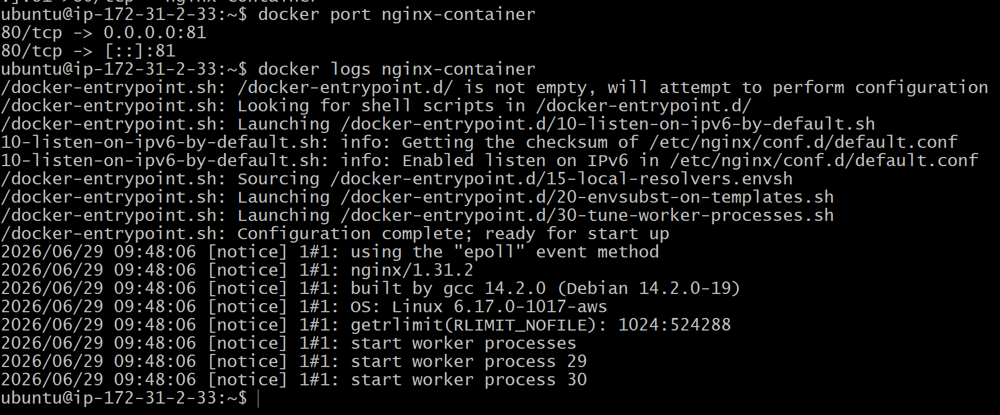 ubuntu@ip-172-31-2-33:~$ docker port nginx-container
80/tcp -> 0.0.0.0:81
80/tcp -> [::]:81
ubuntu@ip-172-31-2-33:~$ docker logs nginx-container
/docker-entrypoint.sh: /docker-entrypoint.d/ is not empty, will attempt to perform configuration
/docker-entrypoint.sh: Looking for shell scripts in /docker-entrypoint.d/
/docker-entrypoint.sh: Launching /docker-entrypoint.d/10-listen-on-ipv6-by-default.sh
10-listen-on-ipv6-by-default.sh: info: Getting the checksum of /etc/nginx/conf.d/default.conf
10-listen-on-ipv6-by-default.sh: info: Enabled listen on IPv6 in /etc/nginx/conf.d/default.conf
/docker-entrypoint.sh: Sourcing /docker-entrypoint.d/15-local-resolvers.envsh
/docker-entrypoint.sh: Launching /docker-entrypoint.d/20-envsubst-on-templates.sh
/docker-entrypoint.sh: Launching /docker-entrypoint.d/30-tune-worker-processes.sh
/docker-entrypoint.sh: Configuration complete; ready for start up
2026/06/29 09:48:06 [notice] 1#1: using the "epoll" event method
2026/06/29 09:48:06 [notice] 1#1: nginx/1.31.2
2026/06/29 09:48:06 [notice] 1#1: built by gcc 14.2.0 (Debian 14.2.0-19)
2026/06/29 09:48:06 [notice] 1#1: OS: Linux 6.17.0-1017-aws
2026/06/29 09:48:06 [notice] 1#1: getrlimit(RLIMIT_NOFILE): 1024:524288
2026/06/29 09:48:06 [notice] 1#1: start worker processes
2026/06/29 09:48:06 [notice] 1#1: start worker process 29
2026/06/29 09:48:06 [notice] 1#1: start worker process 30
ubuntu@ip-172-31-2-33:~$